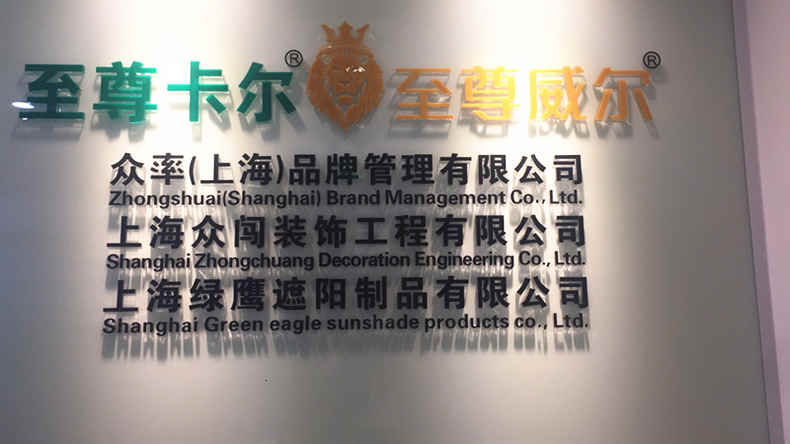 至尊卡尔® 至尊威尔®
众率(上海)品牌管理有限公司
Zhongshuai(Shanghai) Brand Management Co., Ltd.
上海众闯装饰工程有限公司
Shanghai Zhongchuang Decoration Engineering Co., Ltd.
上海绿鹰遮阳制品有限公司
Shanghai Green eagle sunshade products co., Ltd.